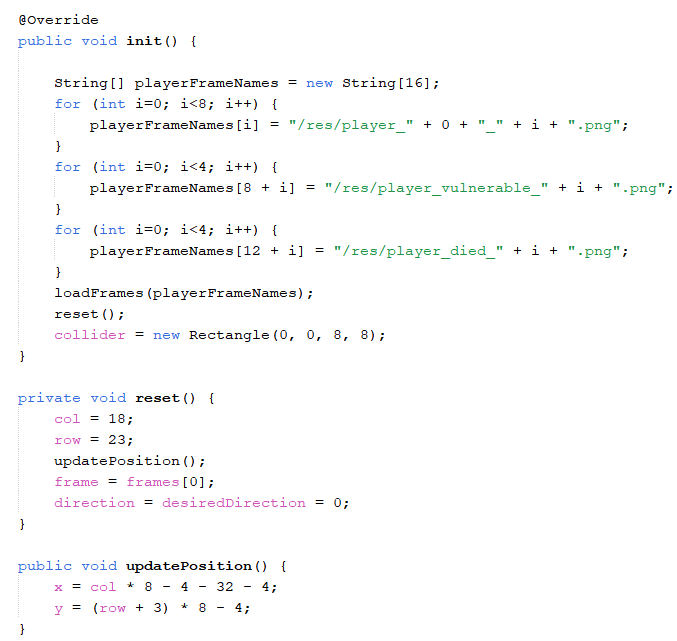 @Override
public void init() {
String[] playerFrameNames = new String[16];
for (int i=0; i<8; i++) {
playerFrameNames[i] = "/res/player_" + 0 + "_" + i + ".png";
}
for (int i=0; i<4; i++) {
playerFrameNames[8 + i] = "/res/player_vulnerable_" + i + ".png";
}
for (int i=0; i<4; i++) {
playerFrameNames[12 + i] = "/res/player_died_" + i + ".png";
}
loadFrames(playerFrameNames);
reset();
collider = new Rectangle(0, 0, 8, 8);
}
private void reset() {
col = 18;
row = 23;
updatePosition();
frame = frames[0];
direction = desiredDirection = 0;
}
public void updatePosition() {
x = col * 8 - 4 - 32 - 4;
y = (row + 3) * 8 - 4;
}